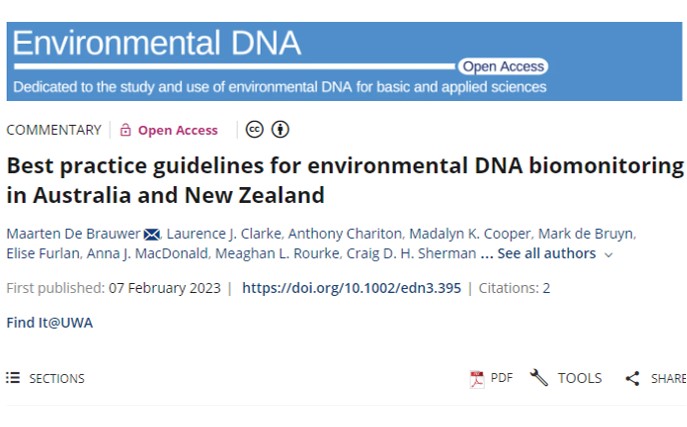 Environmental DNA
Open Access
Dedicated to the study and use of environmental DNA for basic and applied sciences
COMMENTARY Open Access cc
Best practice guidelines for environmental DNA biomonitoring
in Australia and New Zealand
Maarten De Brauwer, Laurence J. Clarke, Anthony Chariton, Madalyn K. Cooper, Mark de Bruyn,
Elise Furlan, Anna J. MacDonald, Meaghan L. Rourke, Craig D. H. Sherman ... See all authors
First published: 07 February 2023 | https://doi.org/10.1002/edn3.395 | Citations: 2
Find It@UWA
SECTIONS PDF TOOLS SHARE